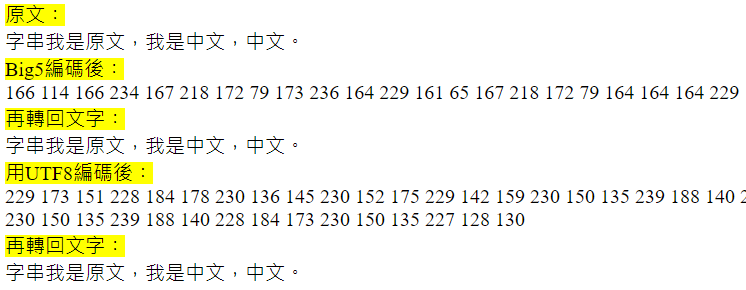 原文：
字串我是原文，我是中文，中文。
Big5編碼後：
166 114 166 234 167 218 172 79 173 236 164 229 161 65 167 218 172 79 164 164 164 229
再轉回文字：
字串我是原文，我是中文，中文。
用UTF8編碼後：
229 173 151 228 184 178 230 136 145 230 152 175 229 142 159 230 150 135 239 188 140
230 150 135 239 188 140 228 184 173 230 150 135 227 128 130
再轉回文字：
字串我是原文，我是中文，中文。